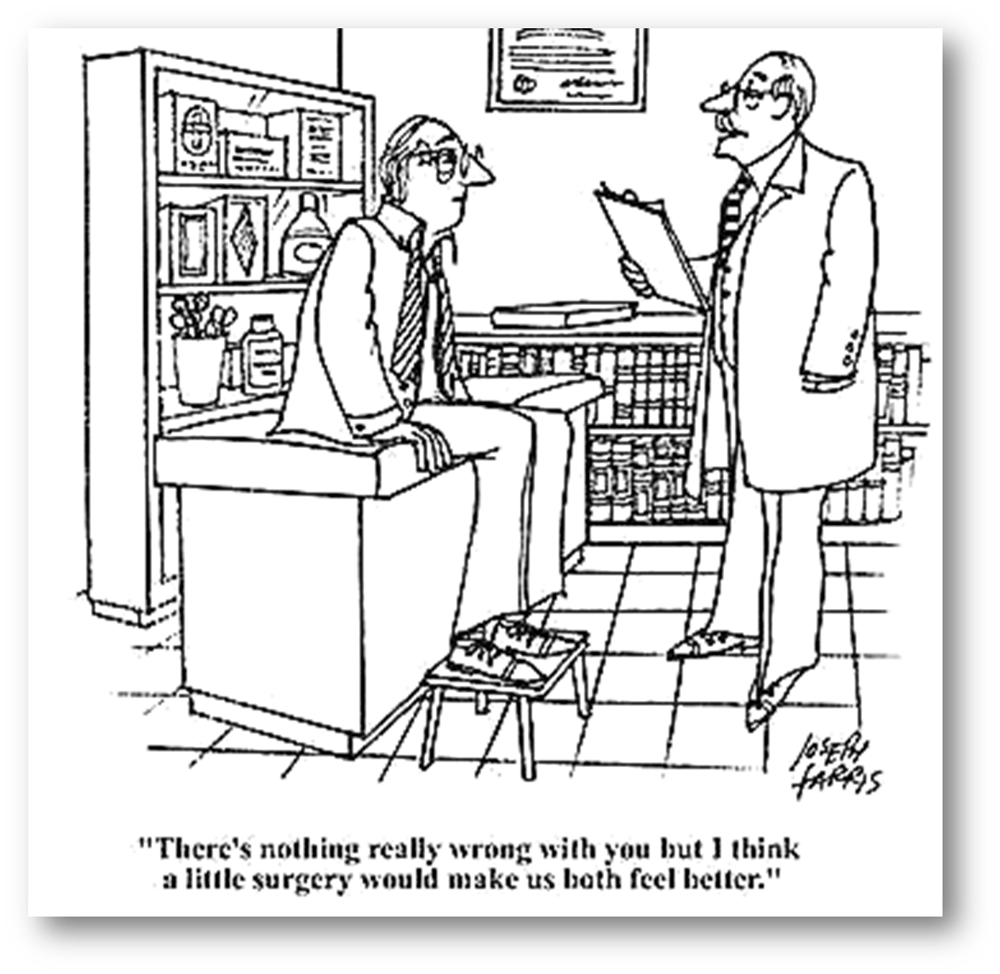 JOSEPH
FARRIS
"There's nothing really wrong with you but I think
a little surgery would make us both feel better."